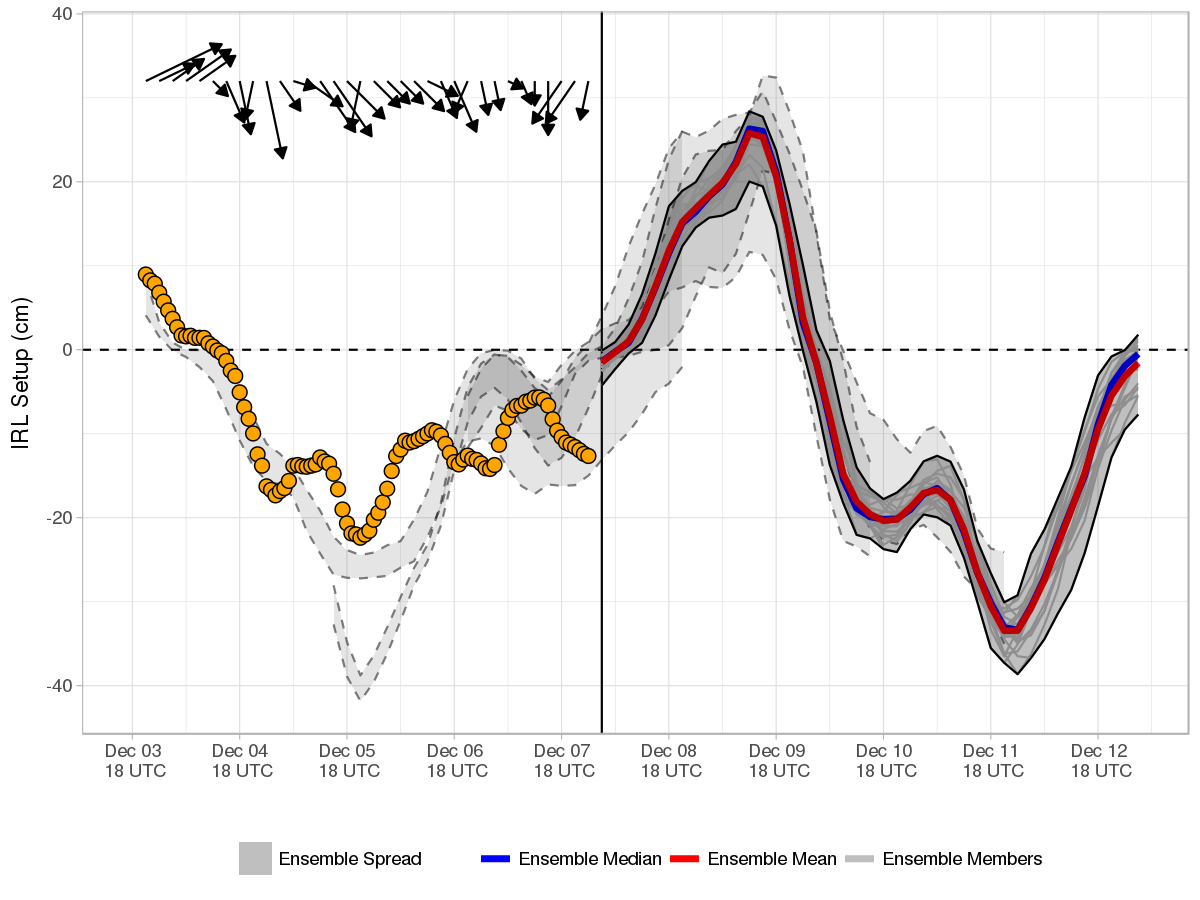 40
20
0
-20
-40
IRL Setup (cm)
Dec 03 Dec 04 Dec 05 Dec 06 Dec 07 Dec 08 Dec 09 Dec 10 Dec 11 Dec 12
18 UTC 18 UTC 18 UTC 18 UTC 18 UTC 18 UTC 18 UTC 18 UTC 18 UTC 18 UTC
Ensemble Spread Ensemble Median Ensemble Mean Ensemble Members